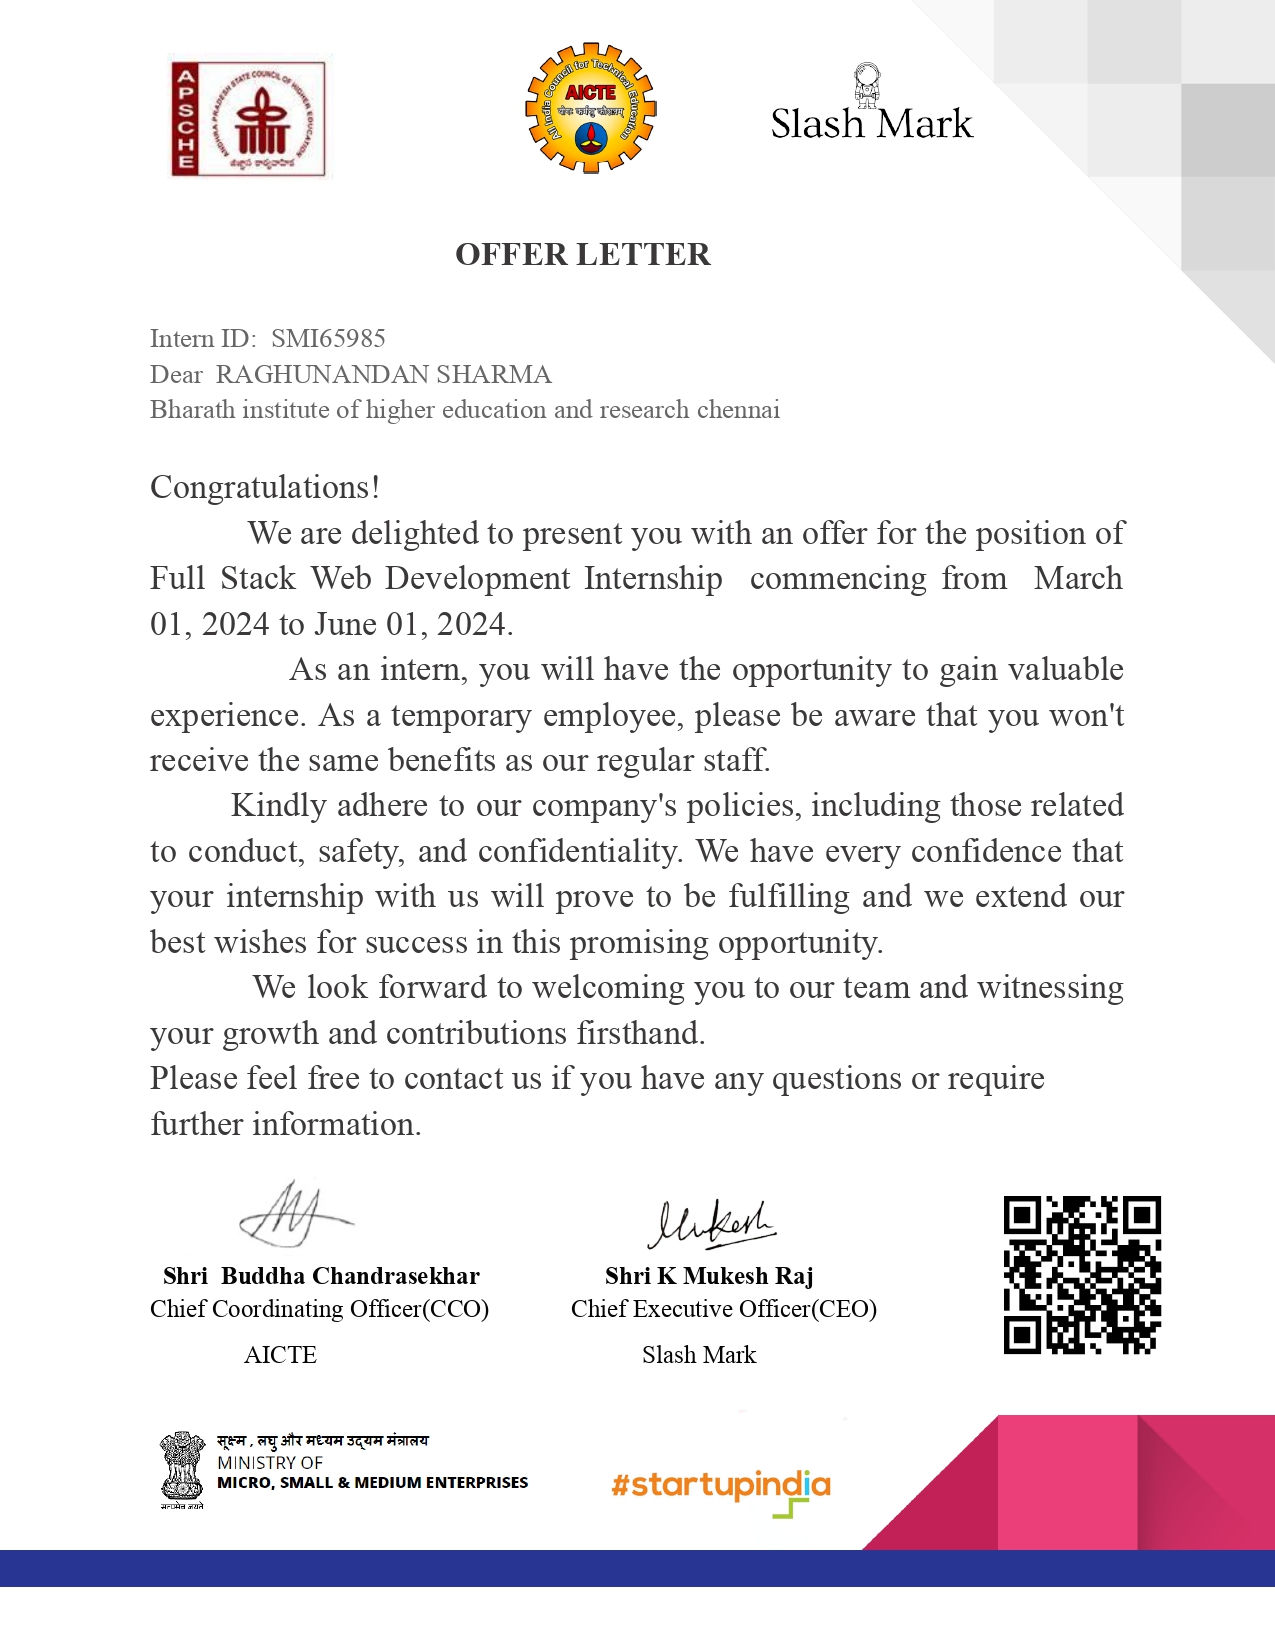 APSCHE
ANDHRA PRADESH STATE COUNCIL OF HIGHER EDUCATION
All India Council for Technical Education
AICTE
योगः कर्मसु कौशलम्
Slash Mark
OFFER LETTER
Intern ID:  SMI65985
Dear  RAGHUNANDAN SHARMA
Bharath institute of higher education and research chennai
Congratulations!
We are delighted to present you with an offer for the position of
Full Stack Web Development Internship  commencing from  March
01, 2024 to June 01, 2024.
As an intern, you will have the opportunity to gain valuable
experience. As a temporary employee, please be aware that you won't
receive the same benefits as our regular staff.
Kindly adhere to our company's policies, including those related
to conduct, safety, and confidentiality. We have every confidence that
your internship with us will prove to be fulfilling and we extend our
best wishes for success in this promising opportunity.
We look forward to welcoming you to our team and witnessing
your growth and contributions firsthand.
Please feel free to contact us if you have any questions or require
further information.
Mukesh
Shri  Buddha Chandrasekhar
Shri K Mukesh Raj
Chief Coordinating Officer(CCO)
Chief Executive Officer(CEO)
AICTE
Slash Mark
सूक्ष्म , लघु और मध्यम उद्यम मंत्रालय
MINISTRY OF
MICRO, SMALL & MEDIUM ENTERPRISES
सत्यमेव जयते
#startupindia